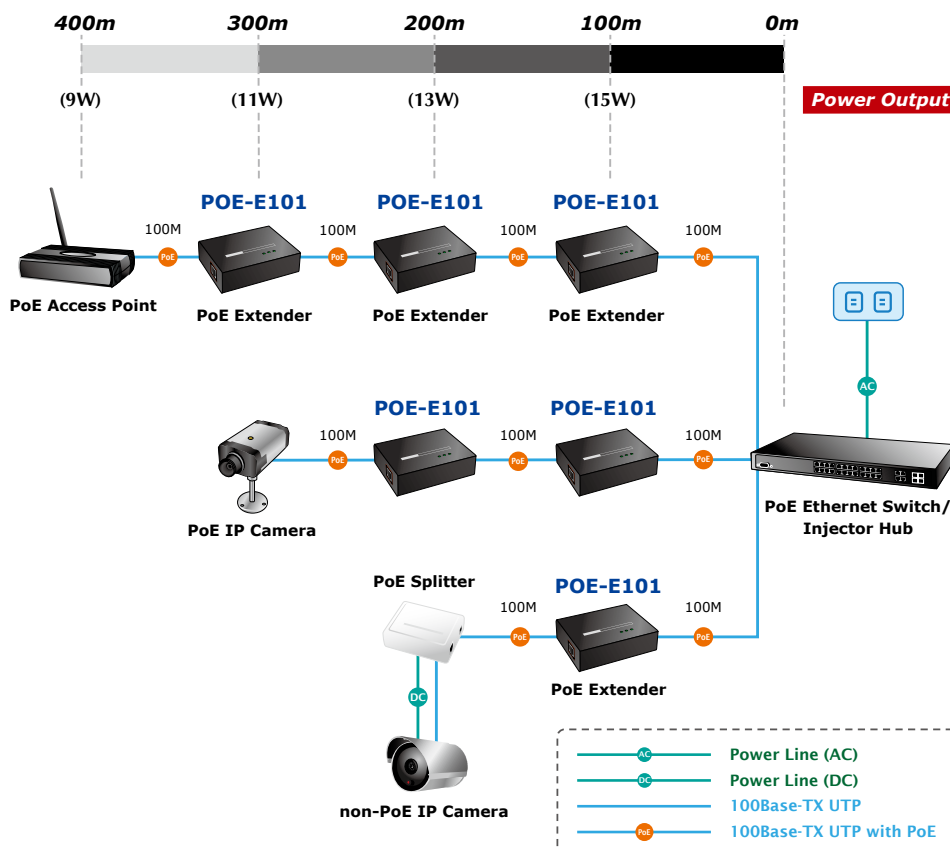 400m 300m 200m 100m 0m
(9W) (11W) (13W) (15W)
Power Output
POE-E101 POE-E101 POE-E101
100M 100M 100M 100M
PoE PoE PoE PoE
PoE Access Point
PoE Extender PoE Extender PoE Extender
AC
POE-E101 POE-E101
100M 100M 100M
PoE PoE PoE
PoE IP Camera
PoE Ethernet Switch/
Injector Hub
PoE Splitter
POE-E101
100M 100M
PoE PoE
PoE Extender
DC
non-PoE IP Camera
AC Power Line (AC)
DC Power Line (DC)
100Base-TX UTP
PoE 100Base-TX UTP with PoE